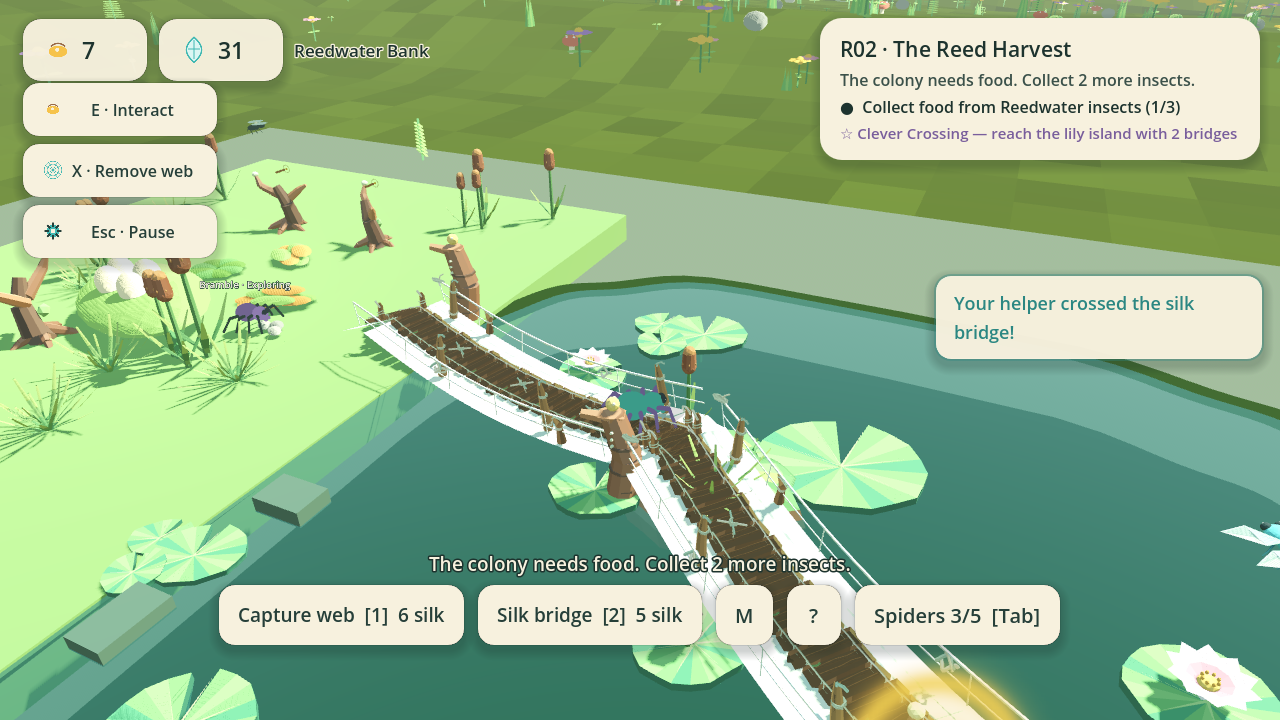 7
31
Reedwater Bank
E · Interact
X · Remove web
Esc · Pause
R02 · The Reed Harvest
The colony needs food. Collect 2 more insects.
Collect food from Reedwater insects (1/3)
☆ Clever Crossing — reach the lily island with 2 bridges
Bramble · Exploring
Your helper crossed the silk
bridge!
The colony needs food. Collect 2 more insects.
Capture web [1] 6 silk
Silk bridge [2] 5 silk
M
?
Spiders 3/5 [Tab]